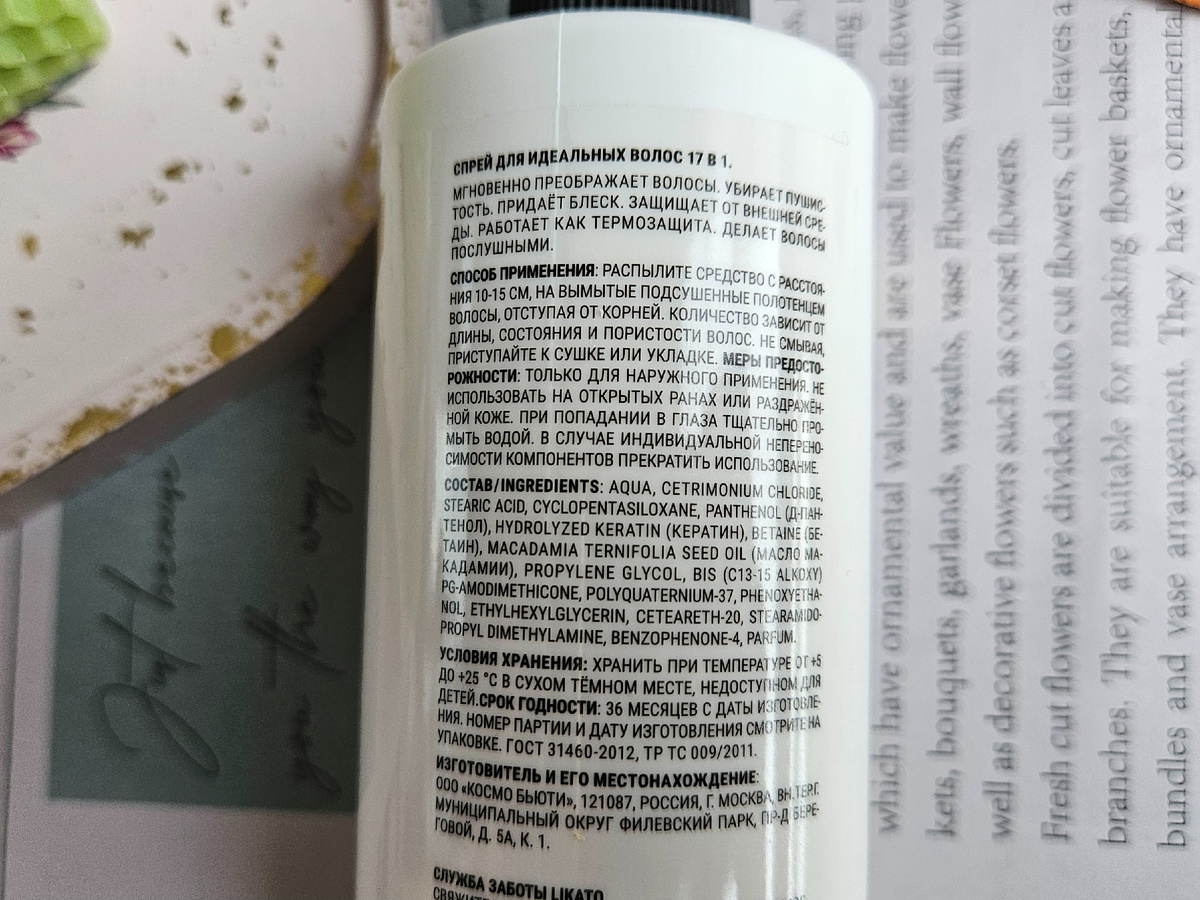 СПРЕЙ ДЛЯ ИДЕАЛЬНЫХ ВОЛОС 17 В 1.
МГНОВЕННО ПРЕОБРАЖАЕТ ВОЛОСЫ. УБИРАЕТ ПУШИС-
ТОСТЬ. ПРИДАЁТ БЛЕСК. ЗАЩИЩАЕТ ОТ ВНЕШНЕЙ СРЕ-
ДЫ. РАБОТАЕТ КАК ТЕРМОЗАЩИТА. ДЕЛАЕТ ВОЛОСЫ
ПОСЛУШНЫМИ.
СПОСОБ ПРИМЕНЕНИЯ: РАСПЫЛИТЕ СРЕДСТВО С РАССТОЯ-
НИЯ 10-15 СМ, НА ВЫМЫТЫЕ ПОДСУШЕННЫЕ ПОЛОТЕНЦЕМ
ВОЛОСЫ, ОТСТУПАЯ ОТ КОРНЕЙ. КОЛИЧЕСТВО ЗАВИСИТ ОТ
ДЛИНЫ, СОСТОЯНИЯ И ПОРИСТОСТИ ВОЛОС. НЕ СМЫВАЯ,
ПРИСТУПАЙТЕ К СУШКЕ ИЛИ УКЛАДКЕ. МЕРЫ ПРЕДОСТО-
РОЖНОСТИ: ТОЛЬКО ДЛЯ НАРУЖНОГО ПРИМЕНЕНИЯ. НЕ
ИСПОЛЬЗОВАТЬ НА ОТКРЫТЫХ РАНАХ ИЛИ РАЗДРАЖЁН-
НОЙ КОЖЕ. ПРИ ПОПАДАНИИ В ГЛАЗА ТЩАТЕЛЬНО ПРО-
МЫТЬ ВОДОЙ. В СЛУЧАЕ ИНДИВИДУАЛЬНОЙ НЕПЕРЕНО-
СИМОСТИ КОМПОНЕНТОВ ПРЕКРАТИТЬ ИСПОЛЬЗОВАНИЕ.
СОСТАВ/INGREDIENTS: AQUA, CETRIMONIUM CHLORIDE,
STEARIC ACID, CYCLOPENTASILOXANE, PANTHENOL (Д-ПАН-
ТЕНОЛ), HYDROLYZED KERATIN (КЕРАТИН), BETAINE (БЕ-
ТАИН), MACADAMIA TERNIFOLIA SEED OIL (МАСЛО МА-
КАДАМИИ), PROPYLENE GLYCOL, BIS (C13-15 ALKOXY)
PG-AMODIMETHICONE, POLYQUATERNIUM-37, PHENOXYETHA-
NOL, ETHYLHEXYLGLYCERIN, CETEARETH-20, STEARAMIDO-
PROPYL DIMETHYLAMINE, BENZOPHENONE-4, PARFUM.
УСЛОВИЯ ХРАНЕНИЯ: ХРАНИТЬ ПРИ ТЕМПЕРАТУРЕ ОТ +5
ДО +25 °С В СУХОМ ТЁМНОМ МЕСТЕ, НЕДОСТУПНОМ ДЛЯ
ДЕТЕЙ.СРОК ГОДНОСТИ: 36 МЕСЯЦЕВ С ДАТЫ ИЗГОТОВЛЕ-
НИЯ. НОМЕР ПАРТИИ И ДАТУ ИЗГОТОВЛЕНИЯ СМОТРИТЕ НА
УПАКОВКЕ. ГОСТ 31460-2012, ТР ТС 009/2011.
ИЗГОТОВИТЕЛЬ И ЕГО МЕСТОНАХОЖДЕНИЕ:
ООО «КОСМО БЬЮТИ», 121087, РОССИЯ, Г. МОСКВА, ВН.ТЕР.Г.
МУНИЦИПАЛЬНЫЙ ОКРУГ ФИЛЕВСКИЙ ПАРК, ПР-Д БЕРЕ-
ГОВОЙ, Д. 5А, К. 1.
СЛУЖБА ЗАБОТЫ LIKATO
Just because
you the way you
which have ornamental value and are used to make flower
kets, bouquets, garlands, wreaths, vase Flowers, wall flow
well as decorative flowers such as corset flowers.
Fresh cut flowers are divided into cut flowers, cut leaves a
branches. They are suitable for making flower baskets,
bundles and vase arrangement. They have ornamental